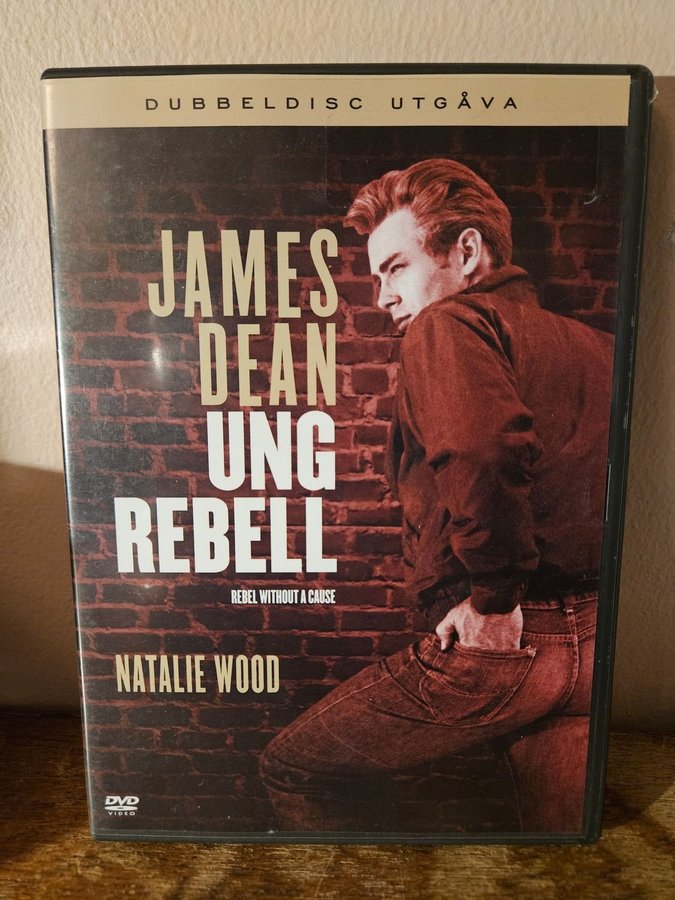 DUBBELDISC UTGÅVA
JAMES
DEAN
UNG
REBELL
REBEL WITHOUT A CAUSE
NATALIE WOOD
DVD
VIDEO